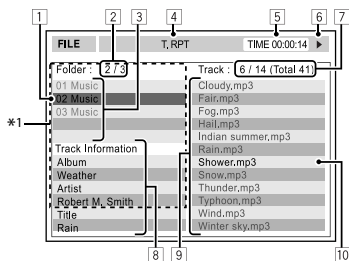 1 2 3 4 5 6 7
FILE T. RPT TIME 00:00:14
Folder : 2 / 3 Track : 6 / 14 (Total 41)
01 Music
02 Music
03 Music
*1
Cloudy.mp3
Fair.mp3
Fog.mp3
Hail.mp3
Indian summer.mp3
Rain.mp3
Shower.mp3
Snow.mp3
Thunder.mp3
Typhoon.mp3
Wind.mp3
Winter sky.mp3
Track Information
Album
Weather
Artist
Robert M. Smith
Title
Rain
8 9 10